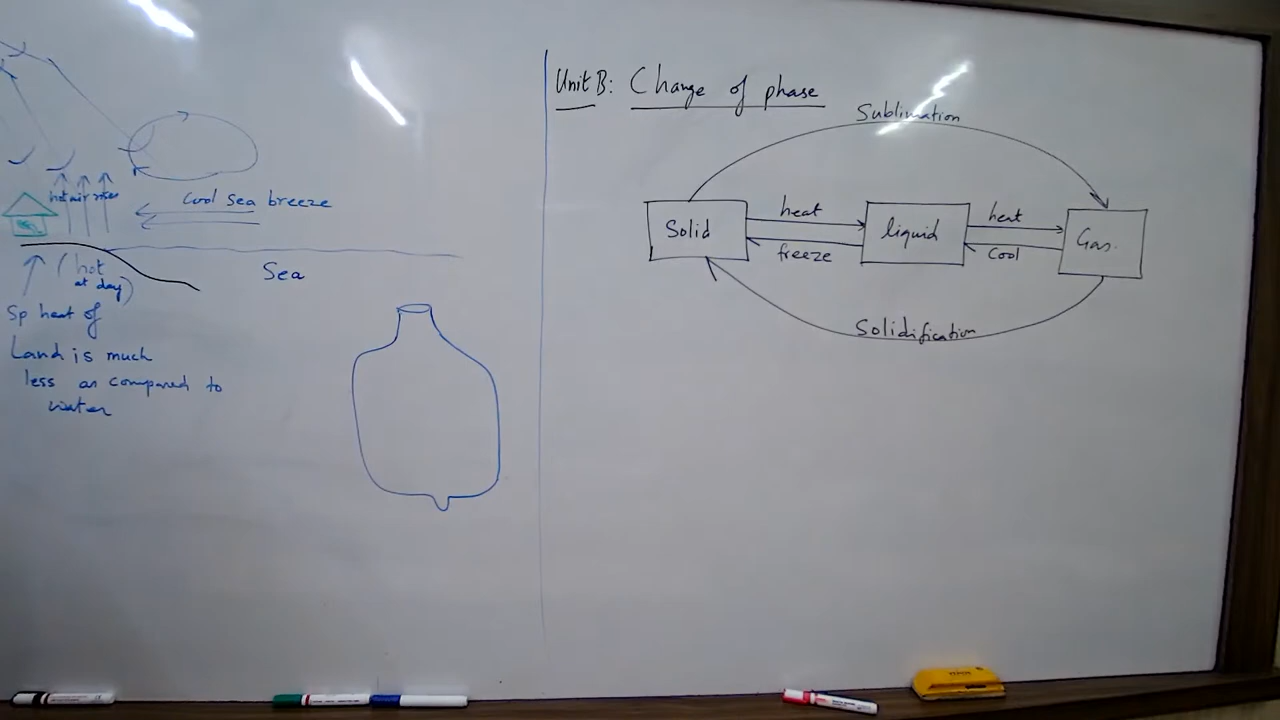 hot air rises
Cool sea breeze
(hot
at day)
Sea
Sp heat of
Land is much
less as compared to
water
Unit B: Change of phase
Sublimation
Solid
heat
liquid
heat
Gas.
freeze
Cool
Solidification